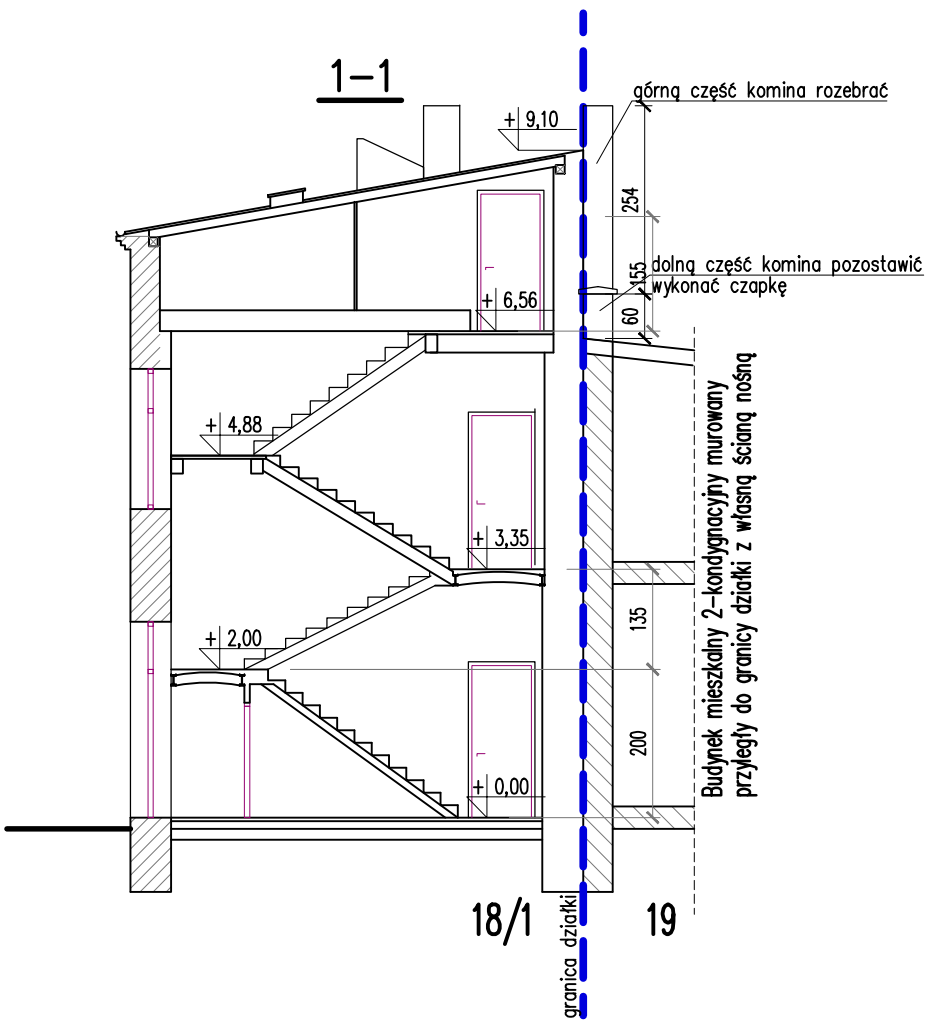 1-1
górną część komina rozebrać
+ 9,10
254
155
dolną część komina pozostawić
wykonać czapkę
+ 6,56
60
+ 4,88
+ 3,35
Budynek mieszkalny 2-kondygnacyjny murowany
przyległy do granicy działki z własną ścianą nośną
135
+ 2,00
200
+ 0,00
18/1
19
granica działki